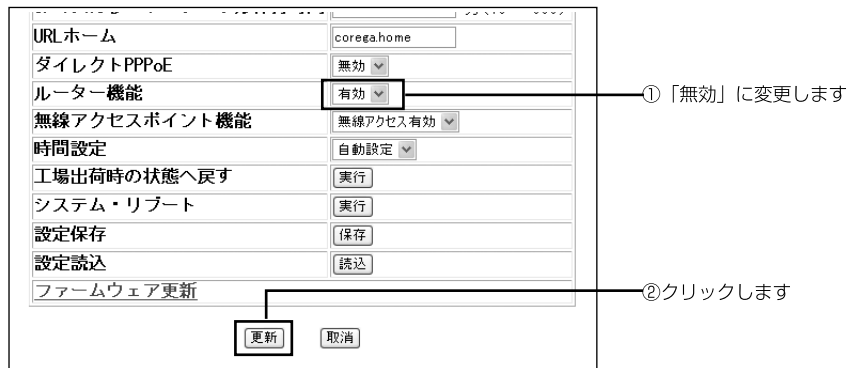 URLホーム corega.home
ダイレクトPPPoE 無効
ルーター機能 有効 ①「無効」に変更します
無線アクセスポイント機能 無線アクセス有効
時間設定 自動設定
工場出荷時の状態へ戻す 実行
システム・リブート 実行
設定保存 保存
設定読込 読込
ファームウェア更新 ②クリックします
更新 取消